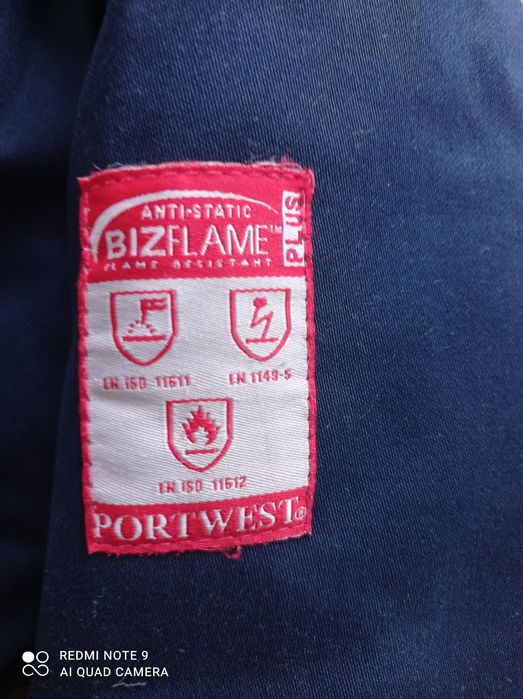 ANTI-STATIC
BIZFLAME™
PLUS
FLAME RESISTANT
EN ISO 11611
EN 1149-5
EN ISO 11612
PORTWEST®
REDMI NOTE 9
AI QUAD CAMERA